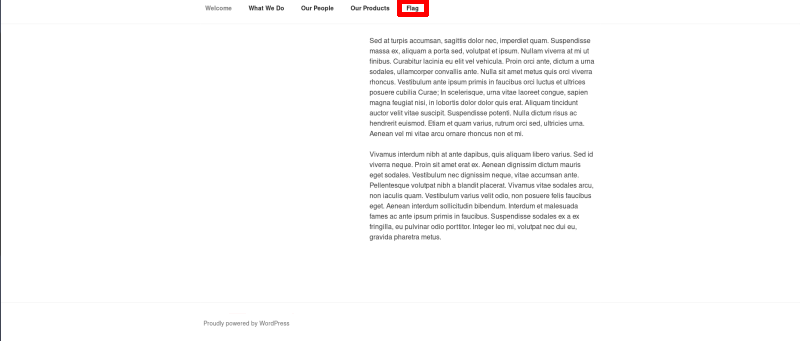 Welcome What We Do Our People Our Products Flag
Sed at turpis accumsan, sagittis dolor nec, imperdiet quam. Suspendisse
massa ex, aliquam a porta sed, volutpat et ipsum. Nullam viverra at mi ut
finibus. Curabitur lacinia eu elit vel vehicula. Proin orci ante, dictum a urna
sodales, ullamcorper convallis ante. Nulla sit amet metus quis orci viverra
rhoncus. Vestibulum ante ipsum primis in faucibus orci luctus et ultrices
posuere cubilia Curae; In scelerisque, urna vitae laoreet congue, sapien
magna feugiat nisi, in lobortis dolor dolor quis erat. Aliquam tincidunt
auctor velit vitae suscipit. Suspendisse potenti. Nulla dictum risus ac
hendrerit euismod. Etiam et quam varius, rutrum orci sed, ultricies urna.
Aenean vel mi vitae arcu ornare rhoncus non et mi.
Vivamus interdum nibh at ante dapibus, quis aliquam libero varius. Sed id
viverra neque. Proin sit amet erat ex. Aenean dignissim dictum mauris
eget sodales. Vestibulum nec dignissim neque, vitae accumsan ante.
Pellentesque volutpat nibh a blandit placerat. Vivamus vitae sodales arcu,
non iaculis quam. Vestibulum varius velit odio, non posuere felis faucibus
eget. Aenean interdum sollicitudin bibendum. Interdum et malesuada
fames ac ante ipsum primis in faucibus. Suspendisse sodales ex a ex
fringilla, eu pulvinar odio porttitor. Integer leo mi, volutpat nec dui eu,
gravida pharetra metus.
Proudly powered by WordPress